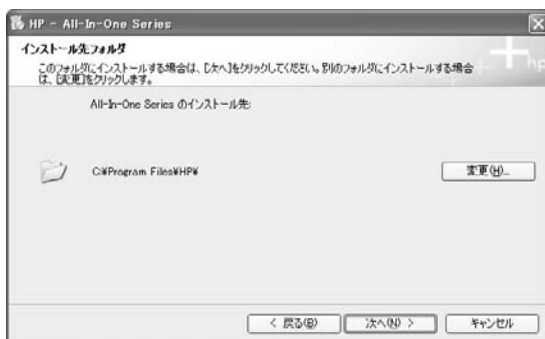 HP - All-In-One Series
インストール先フォルダ
このフォルダにインストールする場合は、[次へ]をクリックしてください。別のフォルダにインストールする場合
は、[変更]をクリックします。
hp
All-In-One Series のインストール先:
C:¥Program Files¥HP¥
変更(H)...
< 戻る(B)
次へ(N) >
キャンセル